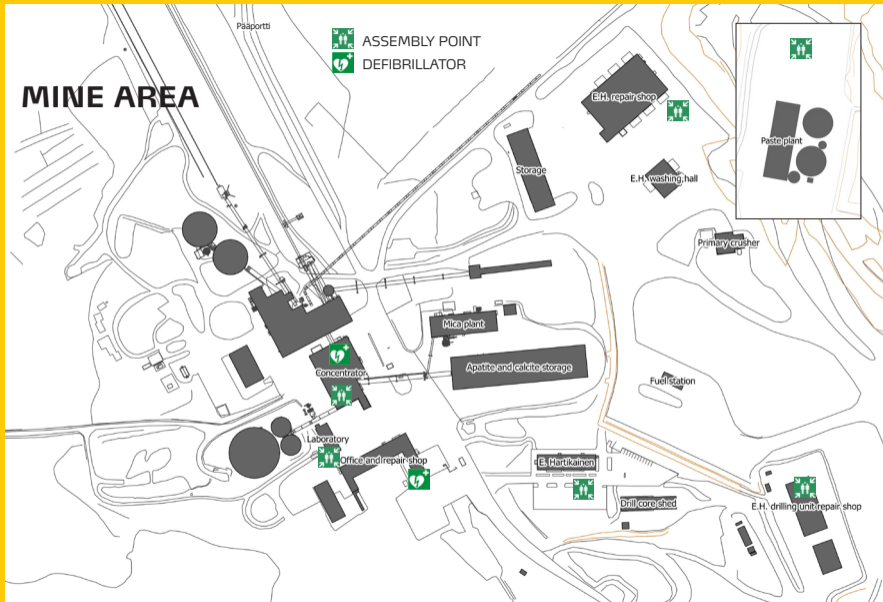 Pääportti
ASSEMBLY POINT
DEFIBRILLATOR
MINE AREA
E.H. repair shop
Paste plant
Storage
E.H. washing hall
Primary crusher
Mica plant
Concentrator
Apatite and calcite storage
Fuel station
Laboratory
Office and repair shop
E. Hartikainen
Drill core shed
E.H. drilling unit repair shop